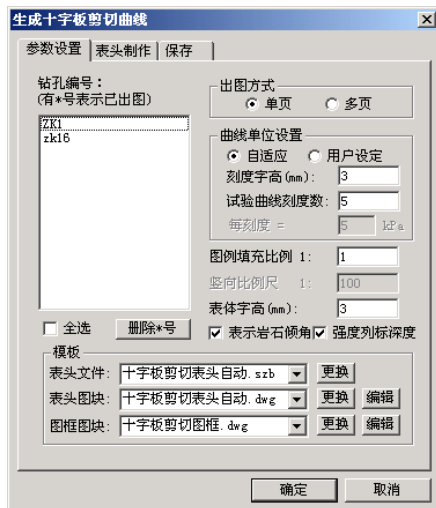 生成十字板剪切曲线
参数设置 表头制作 保存
钻孔编号：
(有*号表示已出图)
ZK1
zk16
全选 删除*号
出图方式
单页 多页
曲线单位设置
自适应 用户设定
刻度字高(mm): 3
试验曲线刻度数: 5
每刻度 = 5 kPa
图例填充比例 1: 1
竖向比例尺 1: 100
表体字高(mm): 3
表示岩石倾角 强度列标深度
模板
表头文件: 十字板剪切表头自动.szb 更换
表头图块: 十字板剪切表头自动.dwg 更换 编辑
图框图块: 十字板剪切图框.dwg 更换 编辑
确定 取消